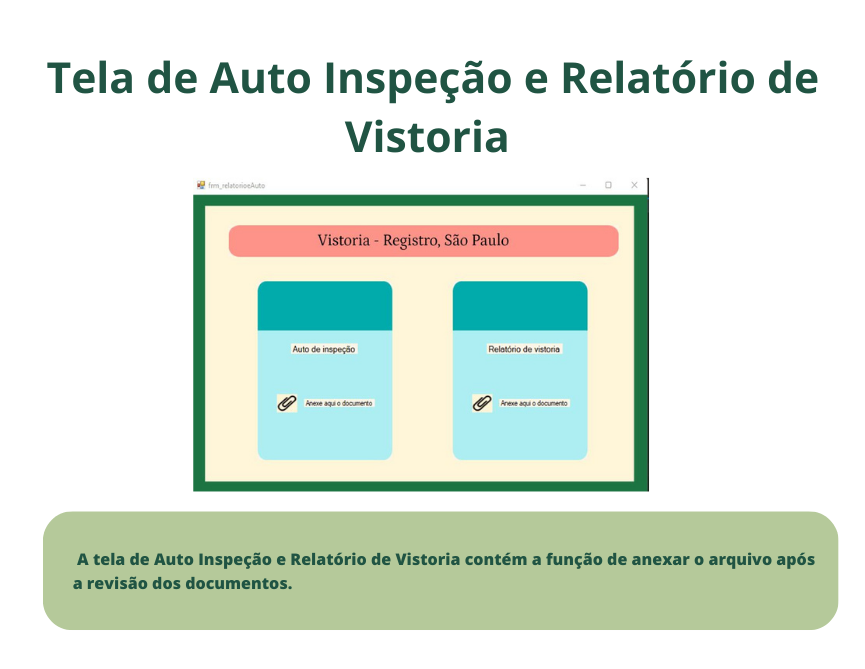 Tela de Auto Inspeção e Relatório de
Vistoria
frm_relatorioeAuto
Vistoria - Registro, São Paulo
Auto de inspeção
Relatório de vistoria
Anexe aqui o documento
Anexe aqui o documento
A tela de Auto Inspeção e Relatório de Vistoria contém a função de anexar o arquivo após
a revisão dos documentos.